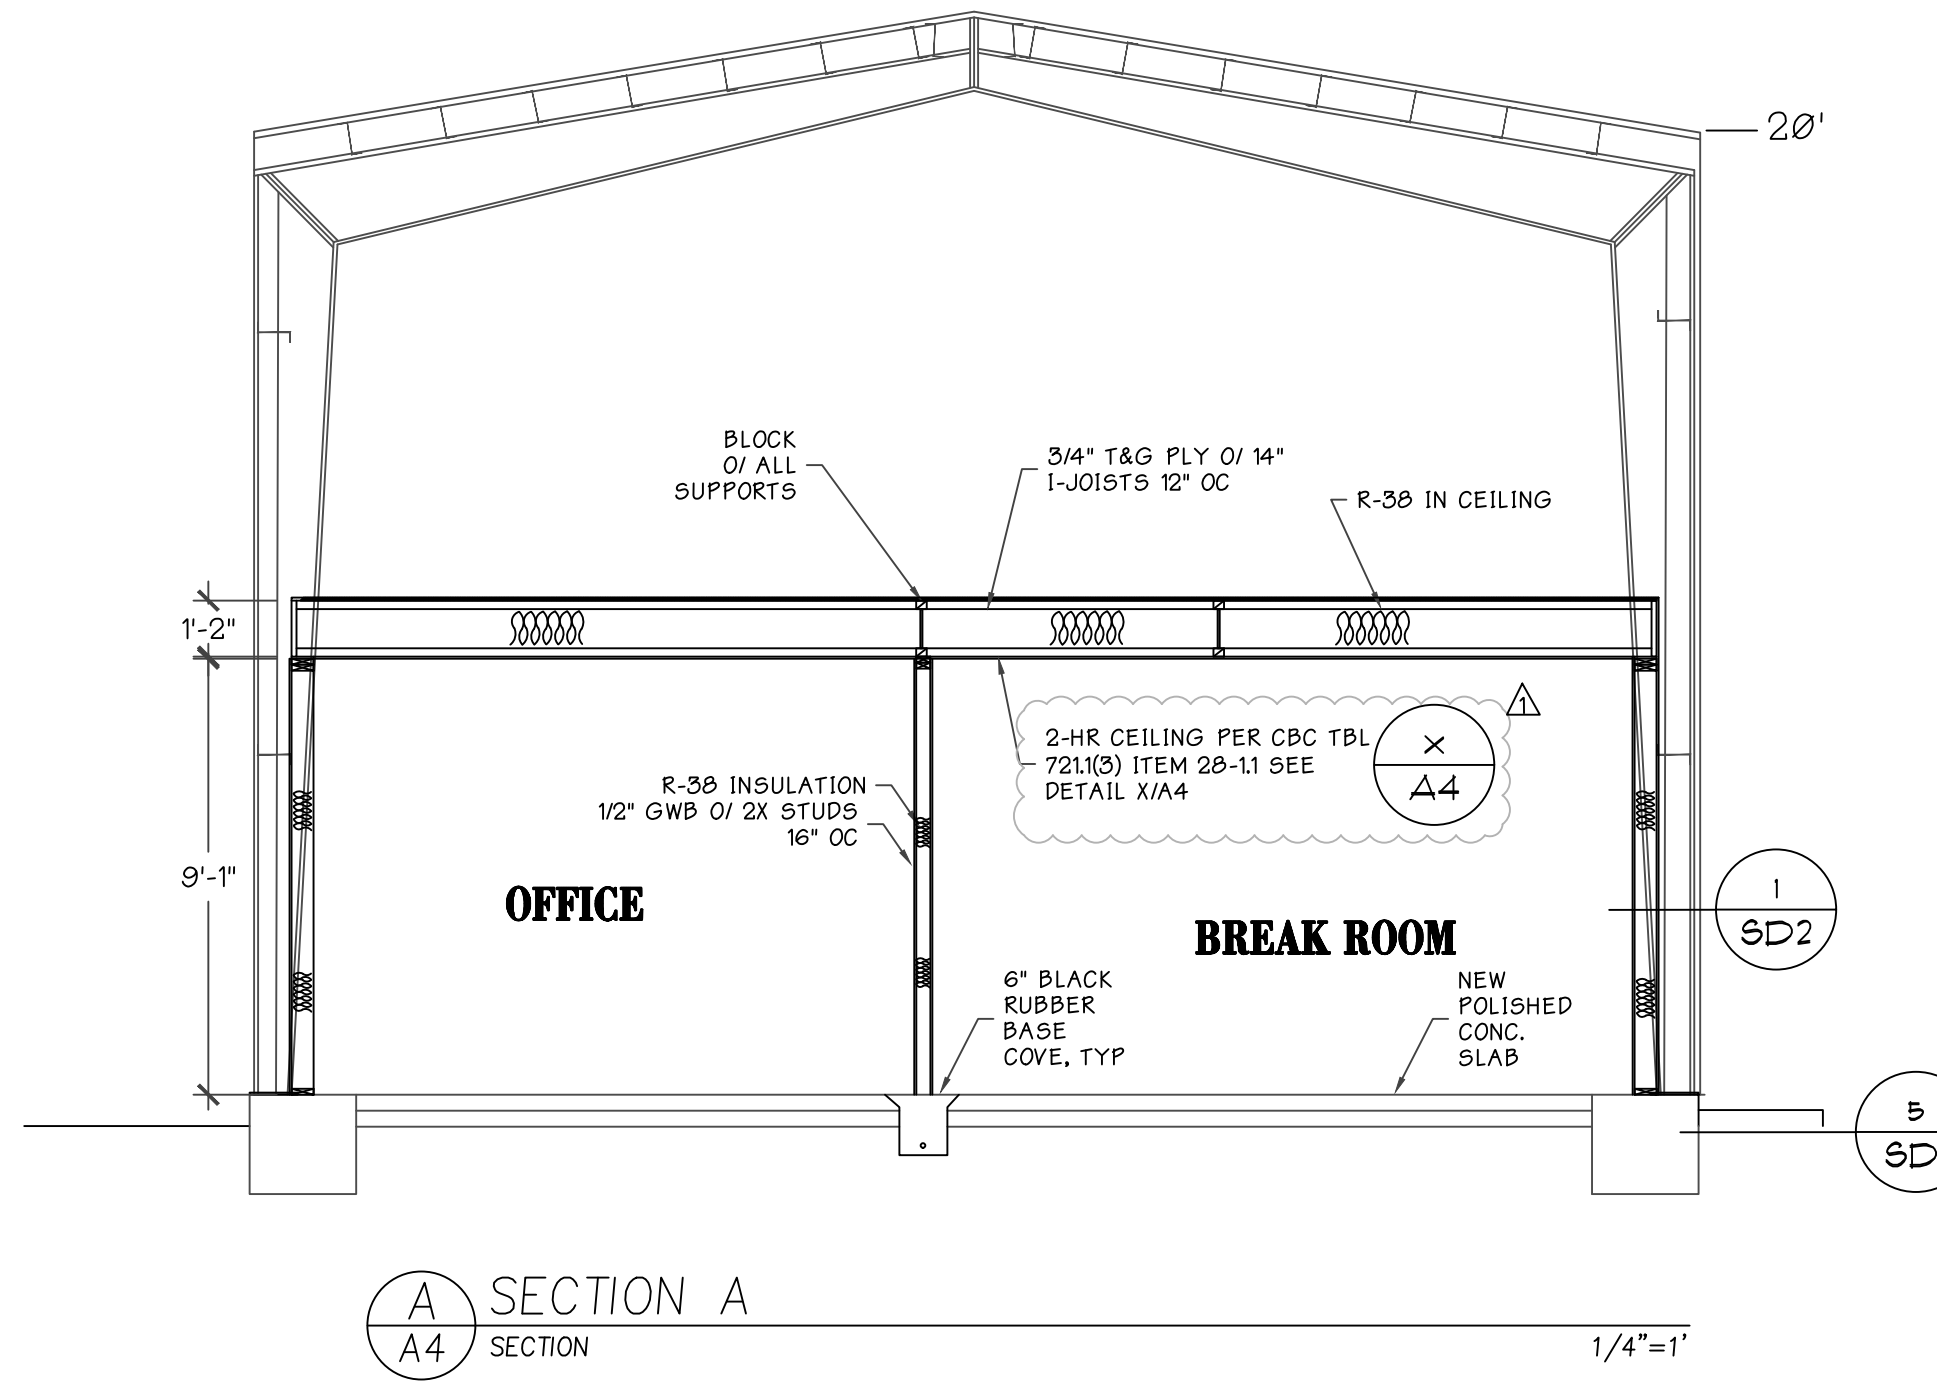 20'
BLOCK
O/ ALL
SUPPORTS
3/4" T&G PLY O/ 14"
I-JOISTS 12" OC
R-38 IN CEILING
1'-2"
1
2-HR CEILING PER CBC TBL
721.1(3) ITEM 28-1.1 SEE
DETAIL X/A4
X
A4
R-38 INSULATION
1/2" GWB O/ 2X STUDS
16" OC
9'-1"
OFFICE
BREAK ROOM
1
SD2
6" BLACK
RUBBER
BASE
COVE, TYP
NEW
POLISHED
CONC.
SLAB
5
SD
A
A4
SECTION A
SECTION
1/4"=1'